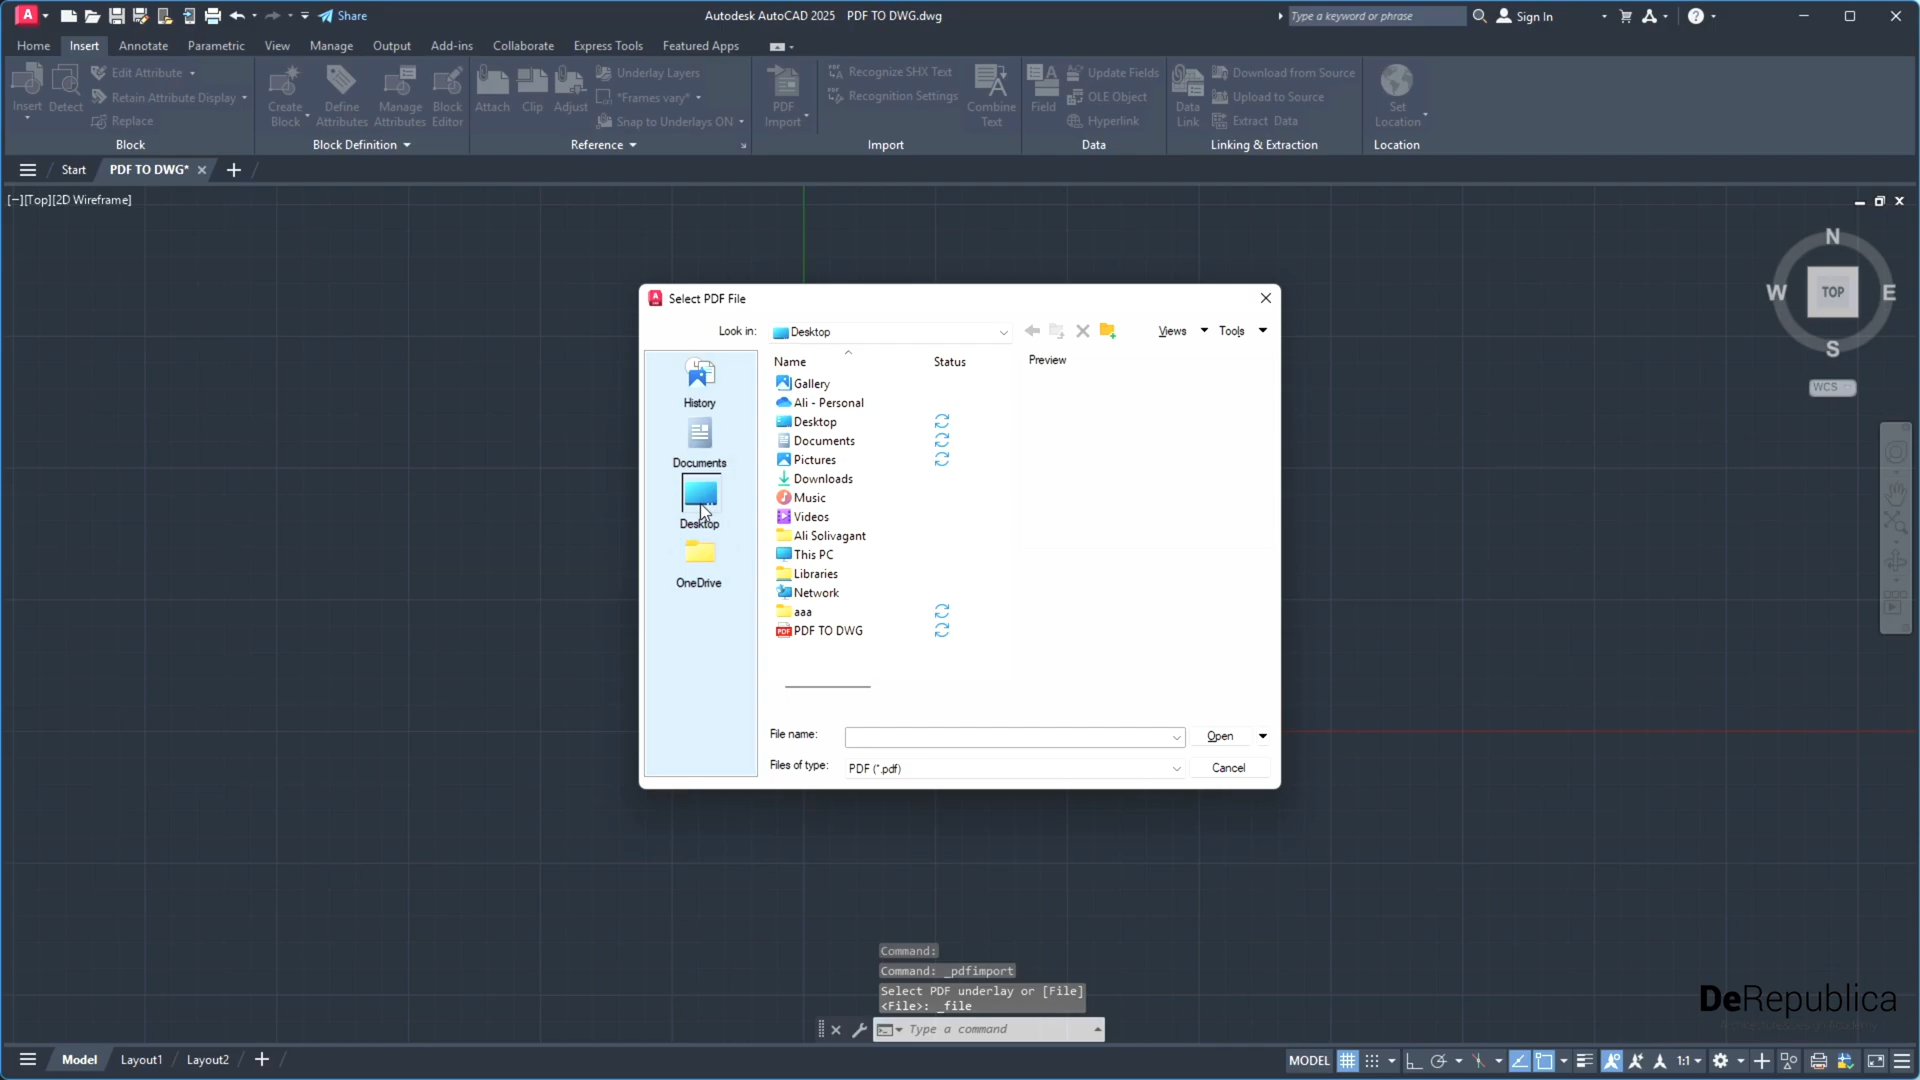 Share
Autodesk AutoCAD 2025 PDF TO DWG.dwg
Type a keyword or phrase
Sign In
Home Insert Annotate Parametric View Manage Output Add-ins Collaborate Express Tools Featured Apps
Insert
Detect
Edit Attribute
Retain Attribute Display
Replace
Create Block
Define Attributes
Manage Attributes
Block Editor
Attach
Clip
Adjust
Underlay Layers
*Frames vary*
Snap to Underlays ON
PDF Import
Recognize SHX Text
Recognition Settings
Combine Text
Field
Update Fields
OLE Object
Hyperlink
Data Link
Download from Source
Upload to Source
Extract Data
Set Location
Block Block Definition Reference Import Data Linking & Extraction Location
Start PDF TO DWG*
[−][Top][2D Wireframe]
N
W TOP E
S
WCS
Select PDF File
Look in: Desktop Views Tools
Name Status Preview
History
Documents
Desktop
OneDrive
Gallery
Ali - Personal
Desktop
Documents
Pictures
Downloads
Music
Videos
Ali Solivagant
This PC
Libraries
Network
aaa
PDF PDF TO DWG
File name: Open
Files of type: PDF (*.pdf) Cancel
Command:
Command: _pdfimport
Select PDF underlay or [File]
<File>: _file
Type a command
DeRepublica
Model Layout1 Layout2
MODEL 1:1